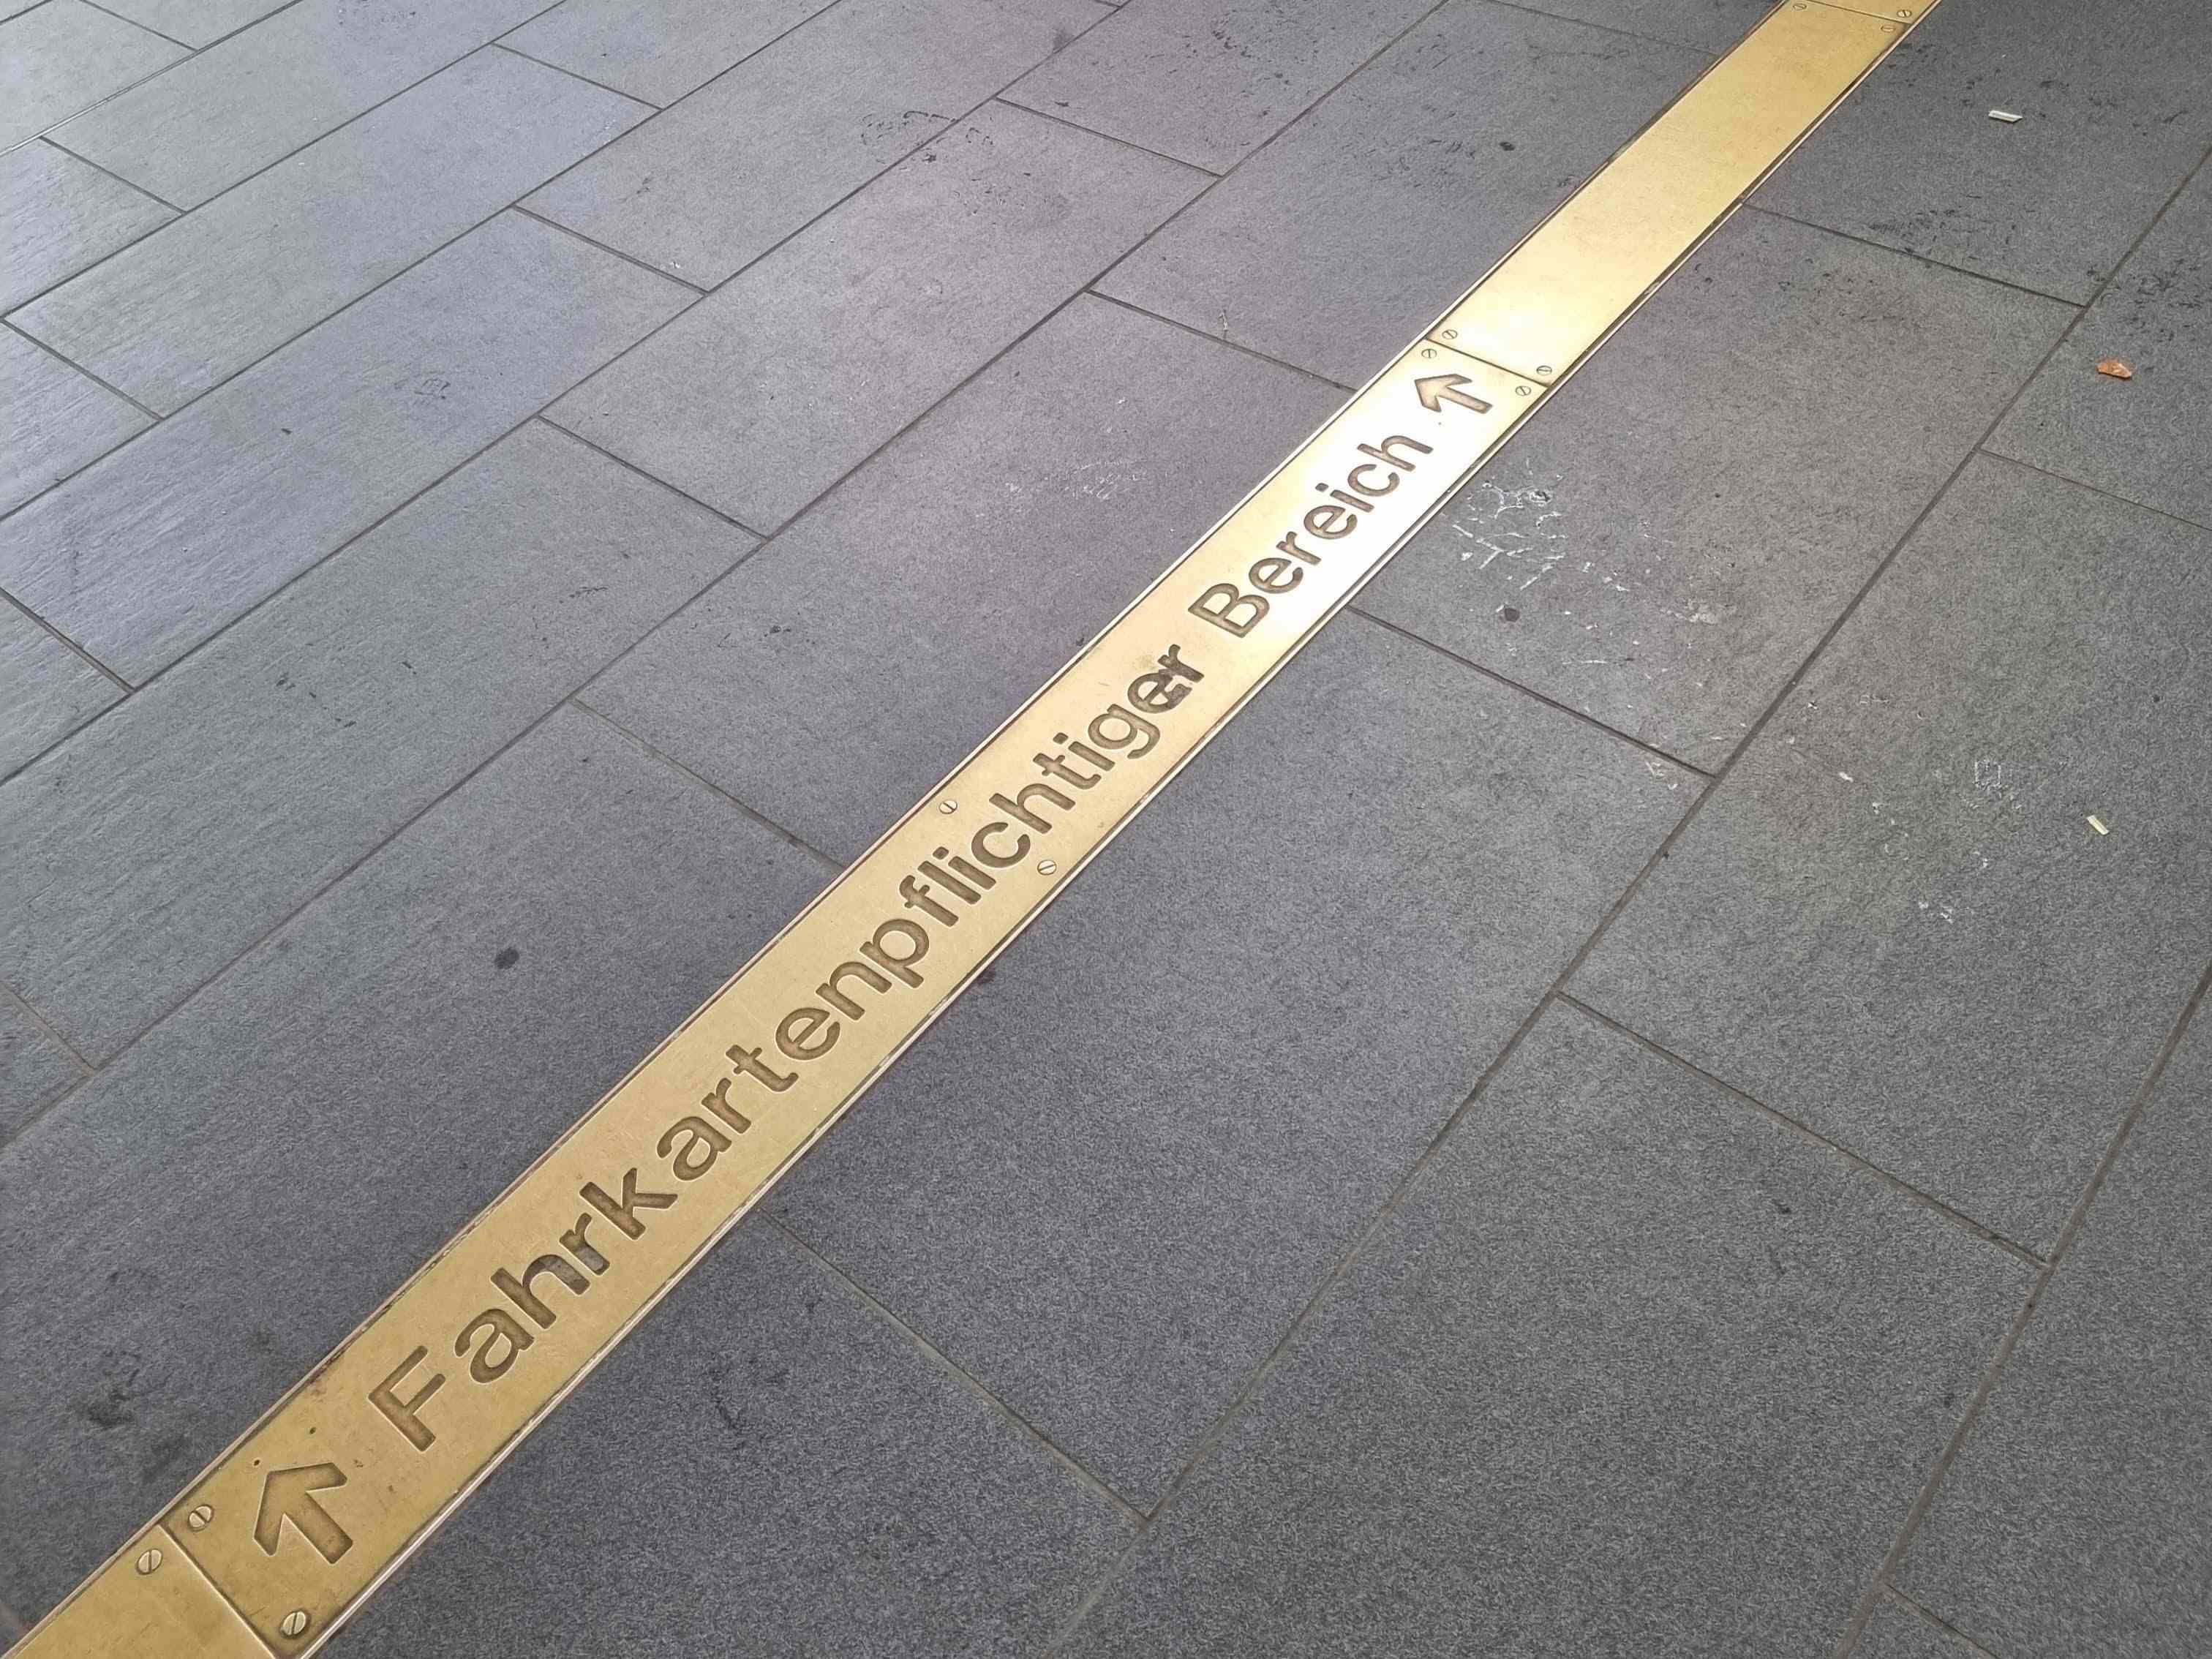 ↑ Fahrkartenpflichtiger Bereich ↑